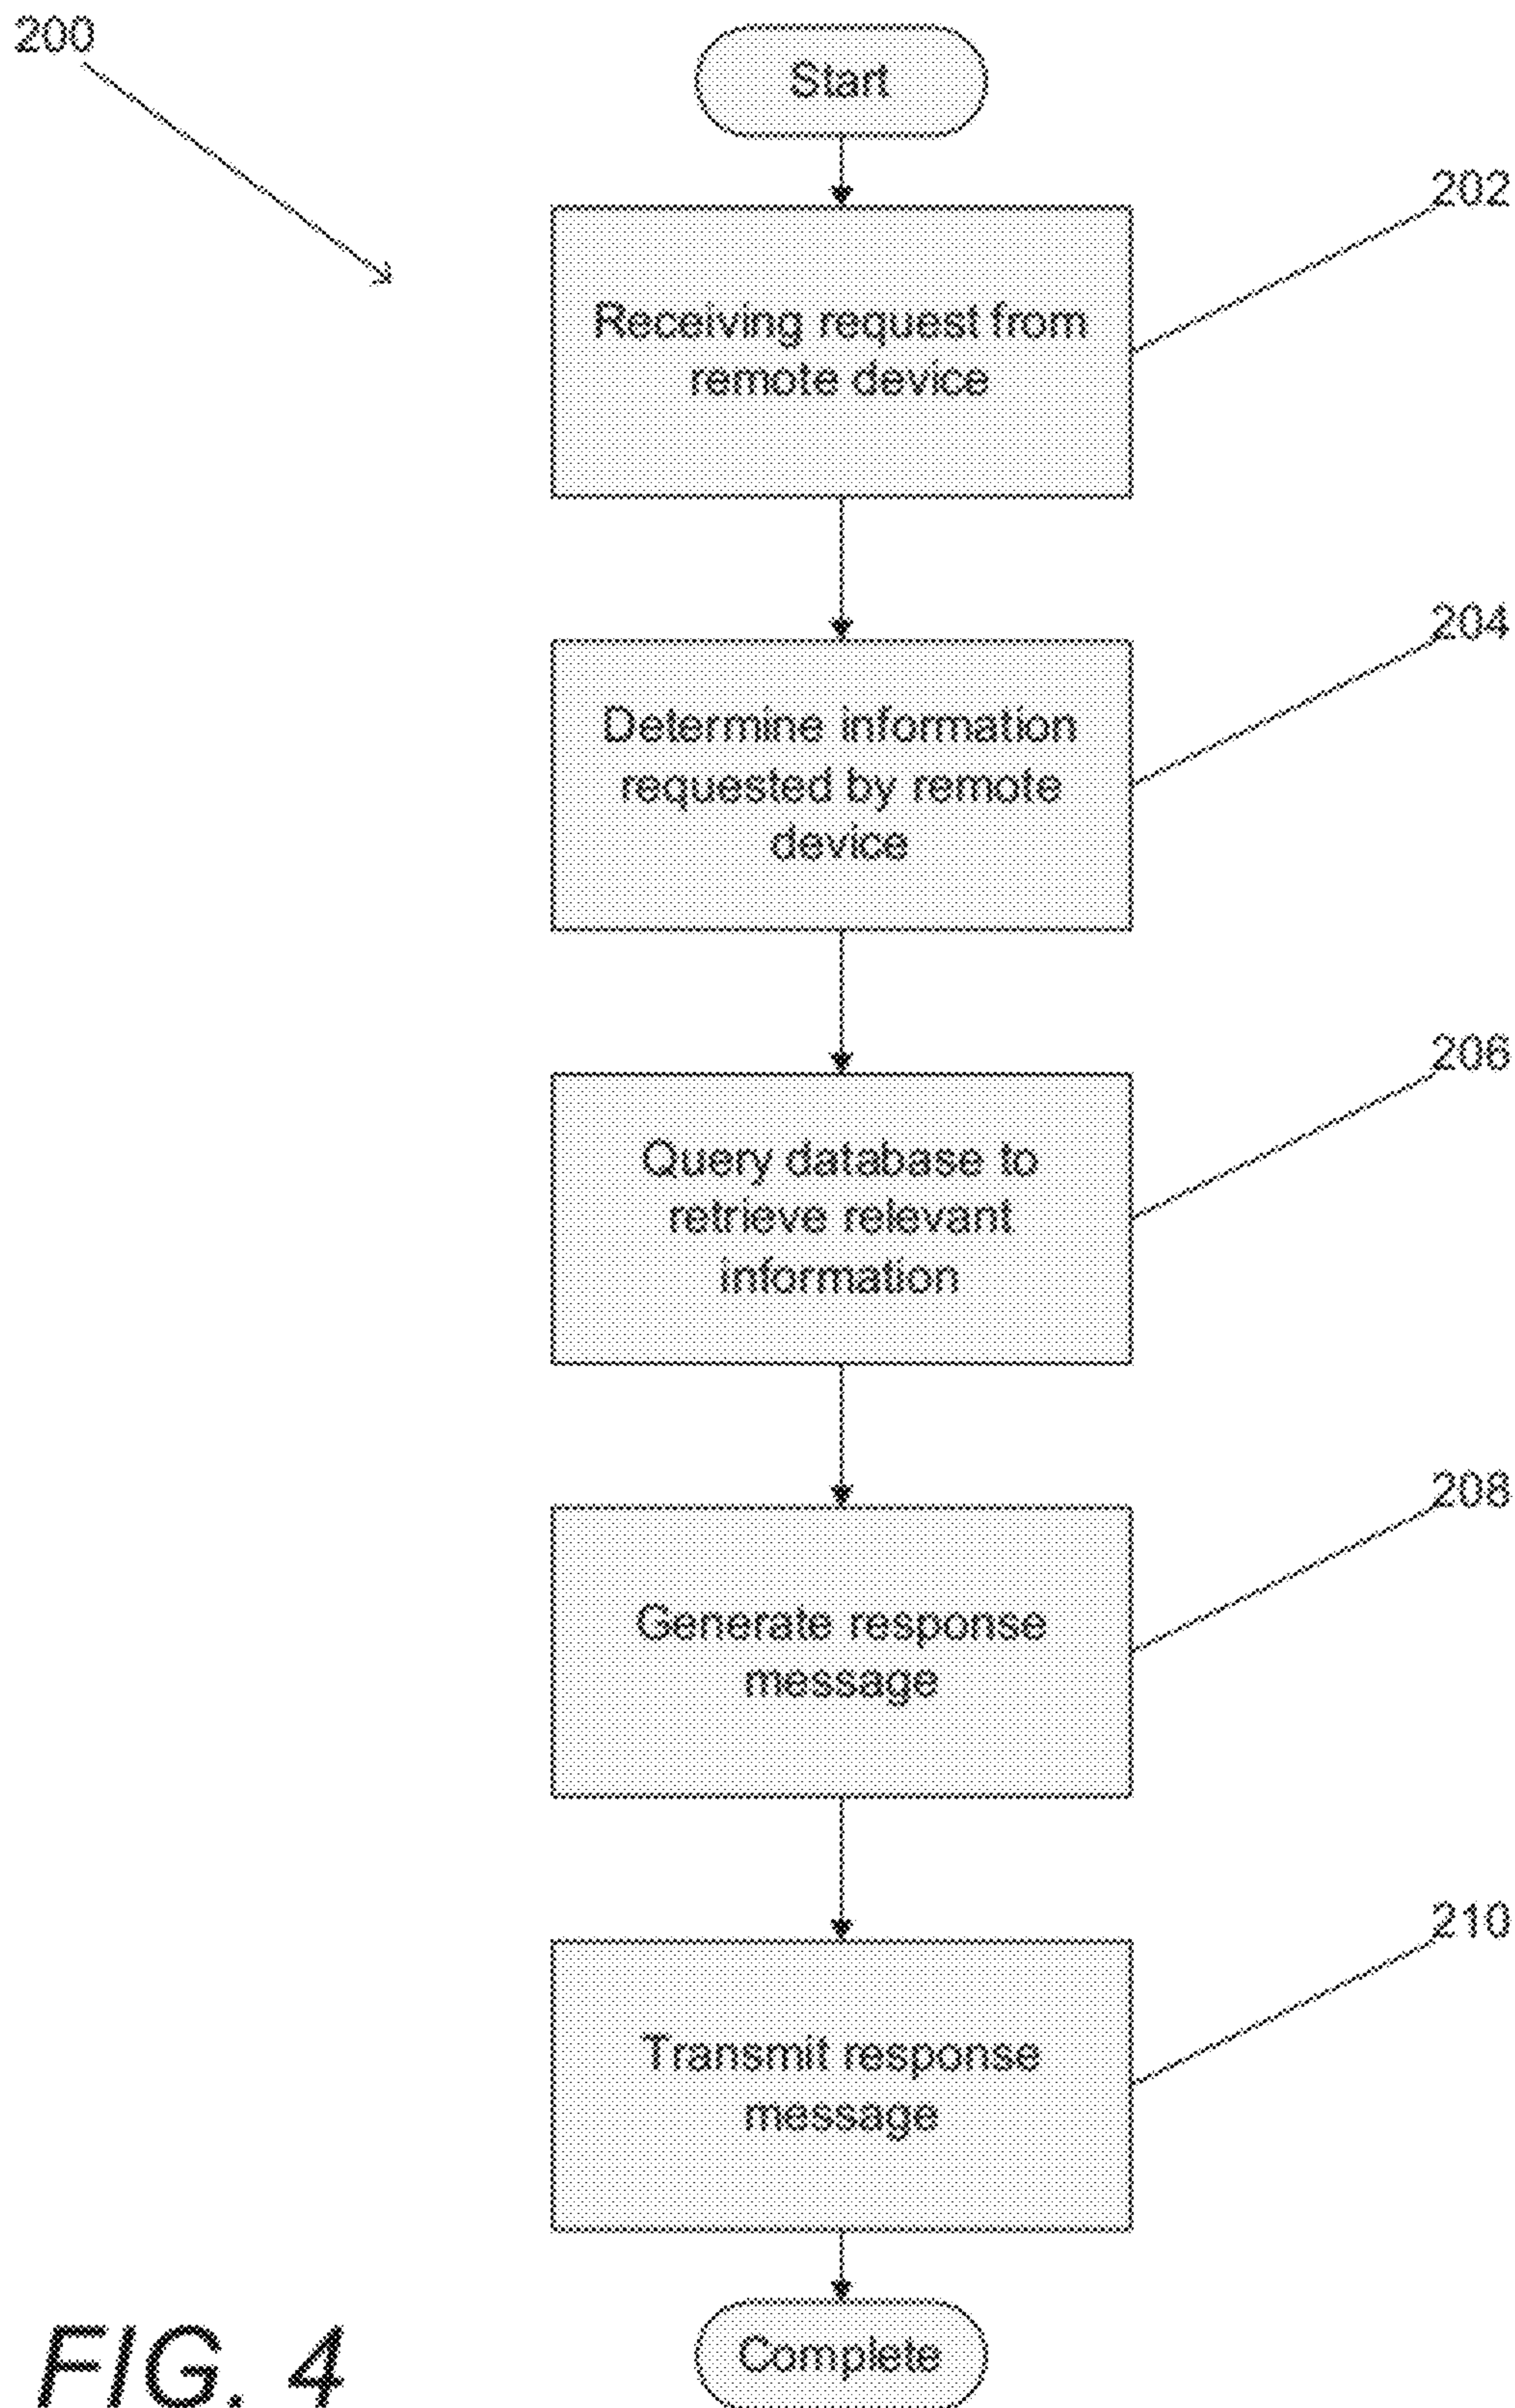 200
Start
202
Receiving request from
remote device
204
Determine information
requested by remote
device
206
Query database to
retrieve relevant
information
208
Generate response
message
210
Transmit response
message
Complete
FIG. 4